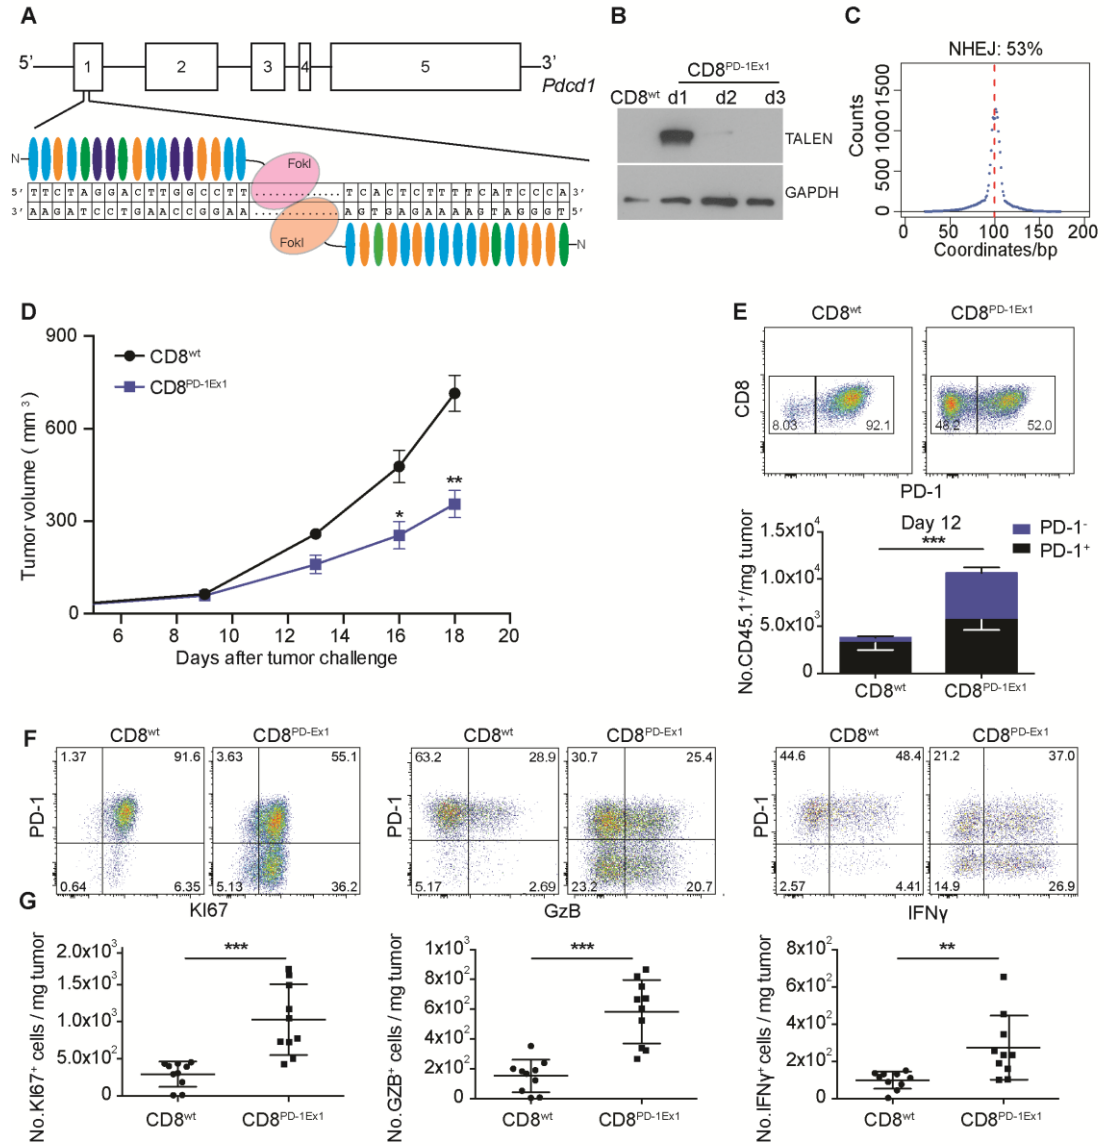 A
5' 1 2 3 4 5 3'
Pdcd1
N
FokI
5' TTCTAGGACTTGGCCTT ............. TCACTCTTTTCATCCCA 3'
3' AAGATCCTGAACCGGAA ............. AGTGAGAAAAGTAGGGT 5'
FokI
N
B
CD8PD-1Ex1
CD8wt d1 d2 d3
TALEN
GAPDH
C
NHEJ: 53%
Counts
1500
1000
500
0
0 50 100 150 200
Coordinates/bp
D
Tumor volume ( mm 3 )
900
600
300
0
CD8wt
CD8PD-1Ex1
*
**
6 8 10 12 14 16 18 20
Days after tumor challenge
E
CD8wt CD8PD-1Ex1
CD8
8.03 92.1
48.2 52.0
PD-1
Day 12
***
PD-1-
PD-1+
No.CD45.1+/mg tumor
1.5x104
1.0x104
5.0x103
0
CD8wt CD8PD-1Ex1
F
CD8wt CD8PD-Ex1
PD-1
1.37 91.6
0.64 6.35
3.63 55.1
5.13 36.2
KI67
CD8wt CD8PD-Ex1
PD-1
63.2 28.9
5.17 2.69
30.7 25.4
23.2 20.7
GzB
CD8wt CD8PD-Ex1
PD-1
44.6 48.4
2.57 4.41
21.2 37.0
14.9 26.9
IFNγ
G
No.KI67+ cells / mg tumor
2.0x103
1.5x103
1.0x103
5.0x102
0
***
CD8wt CD8PD-1Ex1
No.GZB+ cells / mg tumor
1x103
8x102
6x102
4x102
2x102
0
***
CD8wt CD8PD-1Ex1
No.IFNγ+ cells / mg tumor
8x102
6x102
4x102
2x102
0
**
CD8wt CD8PD-1Ex1